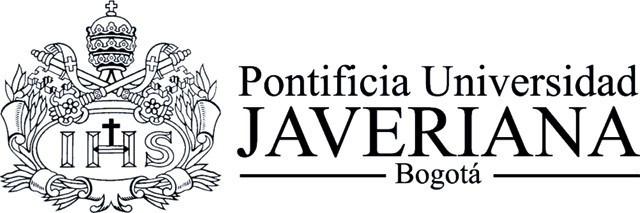 IHS
Pontificia Universidad
JAVERIANA
Bogotá